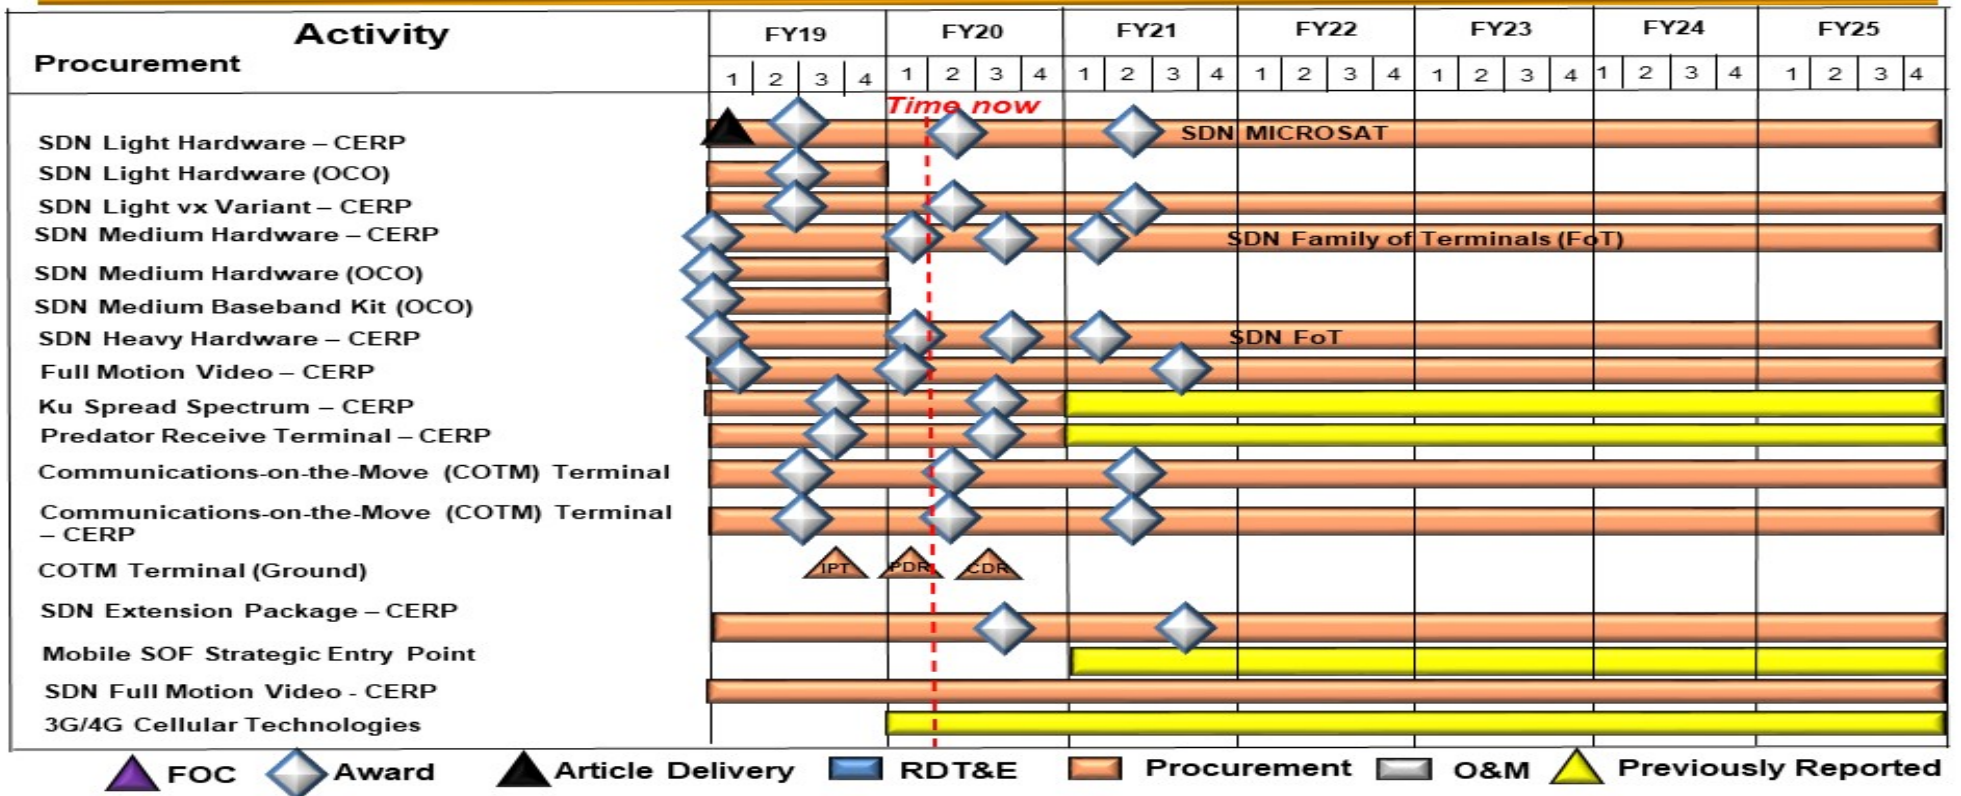 Activity
Procurement
FY19 FY20 FY21 FY22 FY23 FY24 FY25
1 2 3 4 1 2 3 4 1 2 3 4 1 2 3 4 1 2 3 4 1 2 3 4 1 2 3 4
Time now
SDN Light Hardware – CERP SDN MICROSAT
SDN Light Hardware (OCO)
SDN Light vx Variant – CERP
SDN Medium Hardware – CERP SDN Family of Terminals (FoT)
SDN Medium Hardware (OCO)
SDN Medium Baseband Kit (OCO)
SDN Heavy Hardware – CERP SDN FoT
Full Motion Video – CERP
Ku Spread Spectrum – CERP
Predator Receive Terminal – CERP
Communications-on-the-Move (COTM) Terminal
Communications-on-the-Move (COTM) Terminal
– CERP
COTM Terminal (Ground) IPT PDR CDR
SDN Extension Package – CERP
Mobile SOF Strategic Entry Point
SDN Full Motion Video - CERP
3G/4G Cellular Technologies
FOC Award Article Delivery RDT&E Procurement O&M Previously Reported